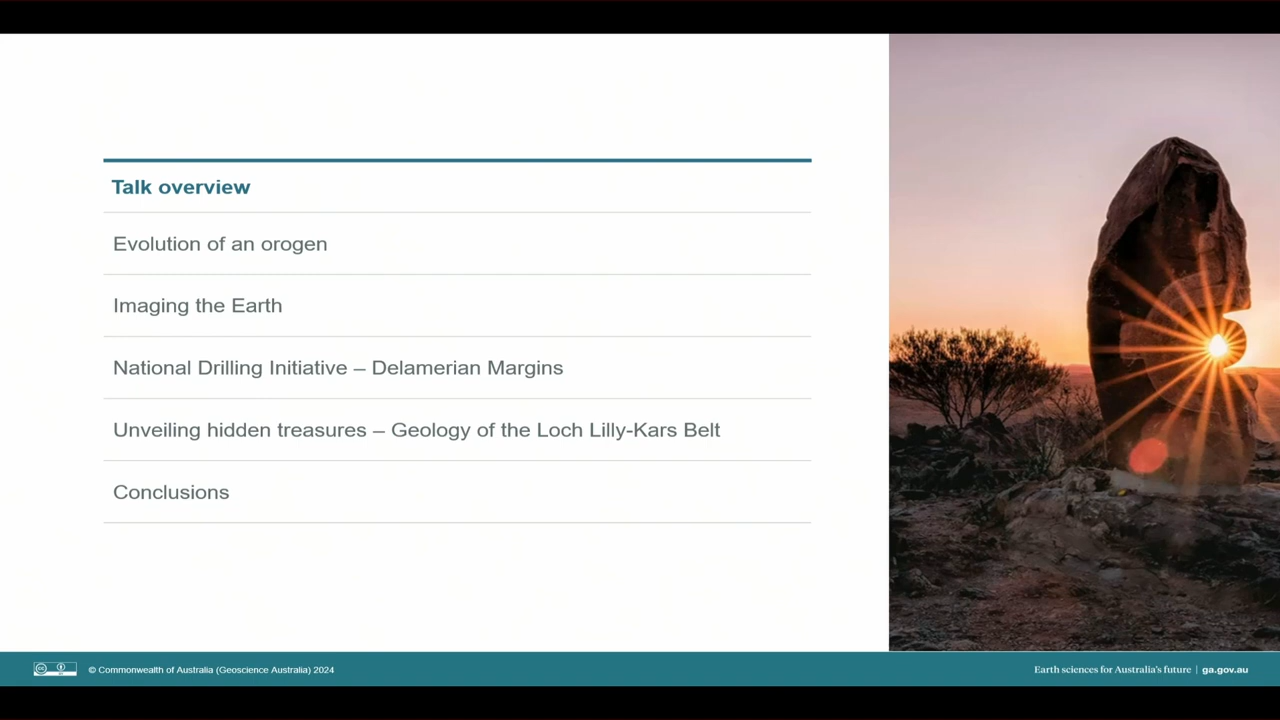 Talk overview
Evolution of an orogen
Imaging the Earth
National Drilling Initiative – Delamerian Margins
Unveiling hidden treasures – Geology of the Loch Lilly-Kars Belt
Conclusions
© Commonwealth of Australia (Geoscience Australia) 2024
Earth sciences for Australia's future | ga.gov.au